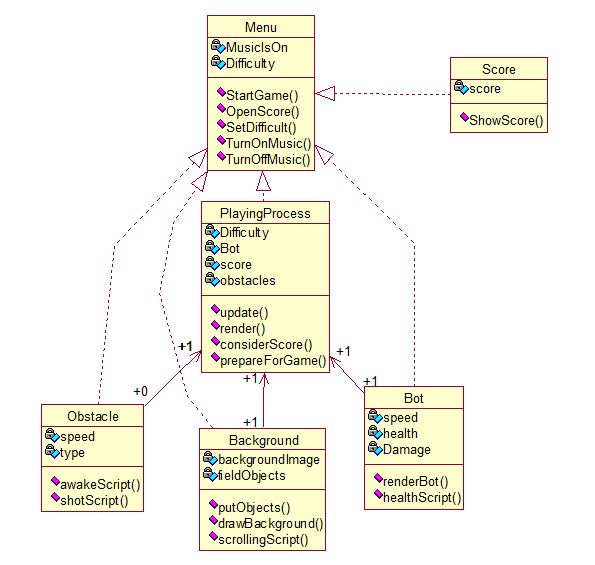 Menu
MusicIsOn
Difficulty
StartGame()
OpenScore()
SetDifficult()
TurnOnMusic()
TurnOffMusic()
Score
score
ShowScore()
PlayingProcess
Difficulty
Bot
score
obstacles
update()
render()
considerScore()
prepareForGame()
+1
+1
+1
+0
+1
+1
Obstacle
speed
type
awakeScript()
shotScript()
Background
backgroundImage
fieldObjects
putObjects()
drawBackground()
scrollingScript()
Bot
speed
health
Damage
renderBot()
healthScript()